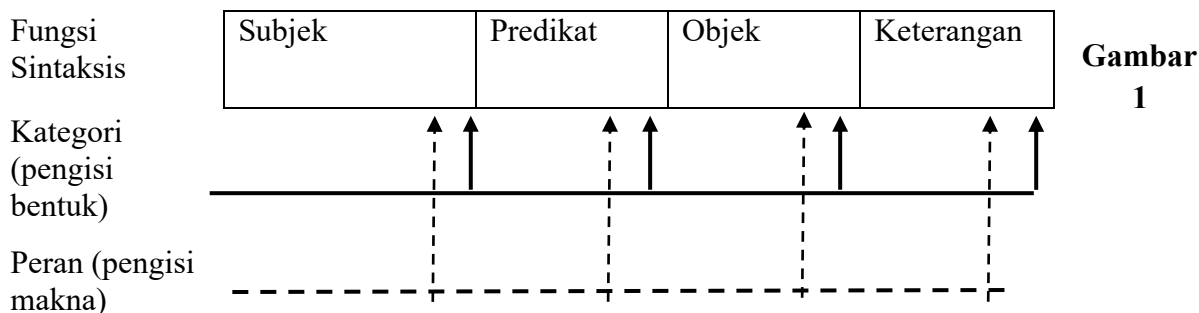 Fungsi
Sintaksis
Subjek
Predikat
Objek
Keterangan
Gambar
1
Kategori
(pengisi
bentuk)
Peran (pengisi
makna)